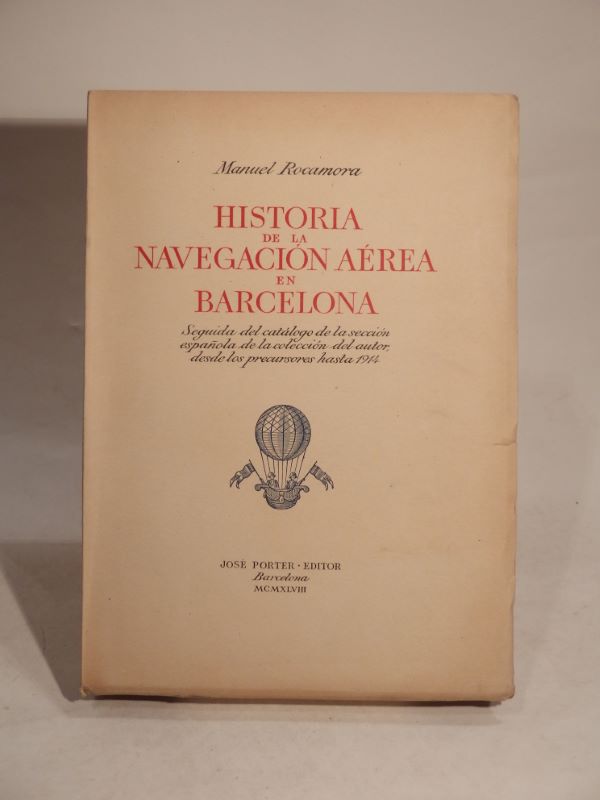 Manuel Rocamora
HISTORIA
DE LA
NAVEGACIÓN AÉREA
EN
BARCELONA
Seguida del catálogo de la sección
española de la colección del autor,
desde los precursores hasta 1914
JOSÉ PORTER · EDITOR
Barcelona
MCMXLVIII